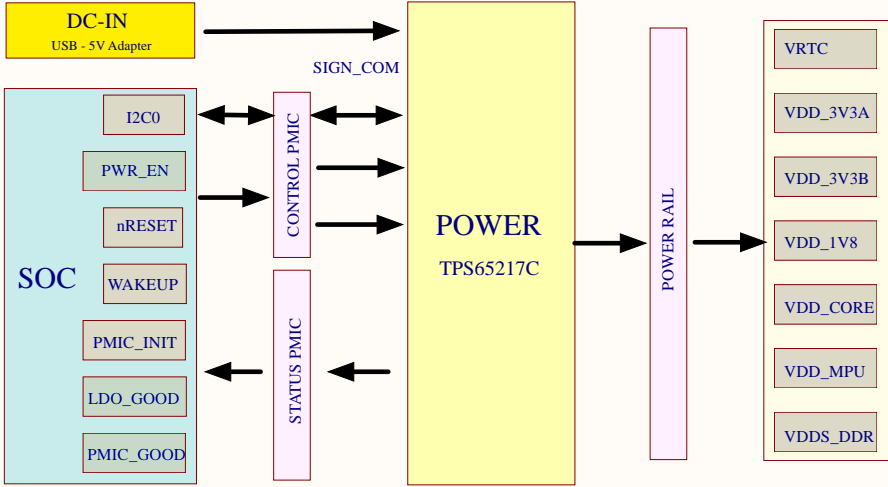 DC-IN
USB - 5V Adapter
SIGN_COM
SOC
I2C0
PWR_EN
nRESET
WAKEUP
PMIC_INIT
LDO_GOOD
PMIC_GOOD
CONTROL PMIC
STATUS PMIC
POWER
TPS65217C
POWER RAIL
VRTC
VDD_3V3A
VDD_3V3B
VDD_1V8
VDD_CORE
VDD_MPU
VDDS_DDR